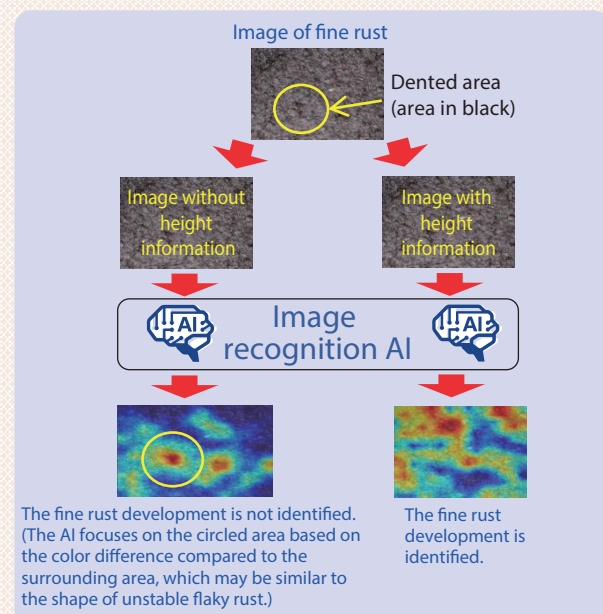 Image of fine rust
Dented area
(area in black)
Image without
height
information
Image with
height
information
AI
Image
recognition AI
AI
The fine rust development is not identified.
(The AI focuses on the circled area based on
the color difference compared to the
surrounding area, which may be similar to
the shape of unstable flaky rust.)
The fine rust
development is
identified.